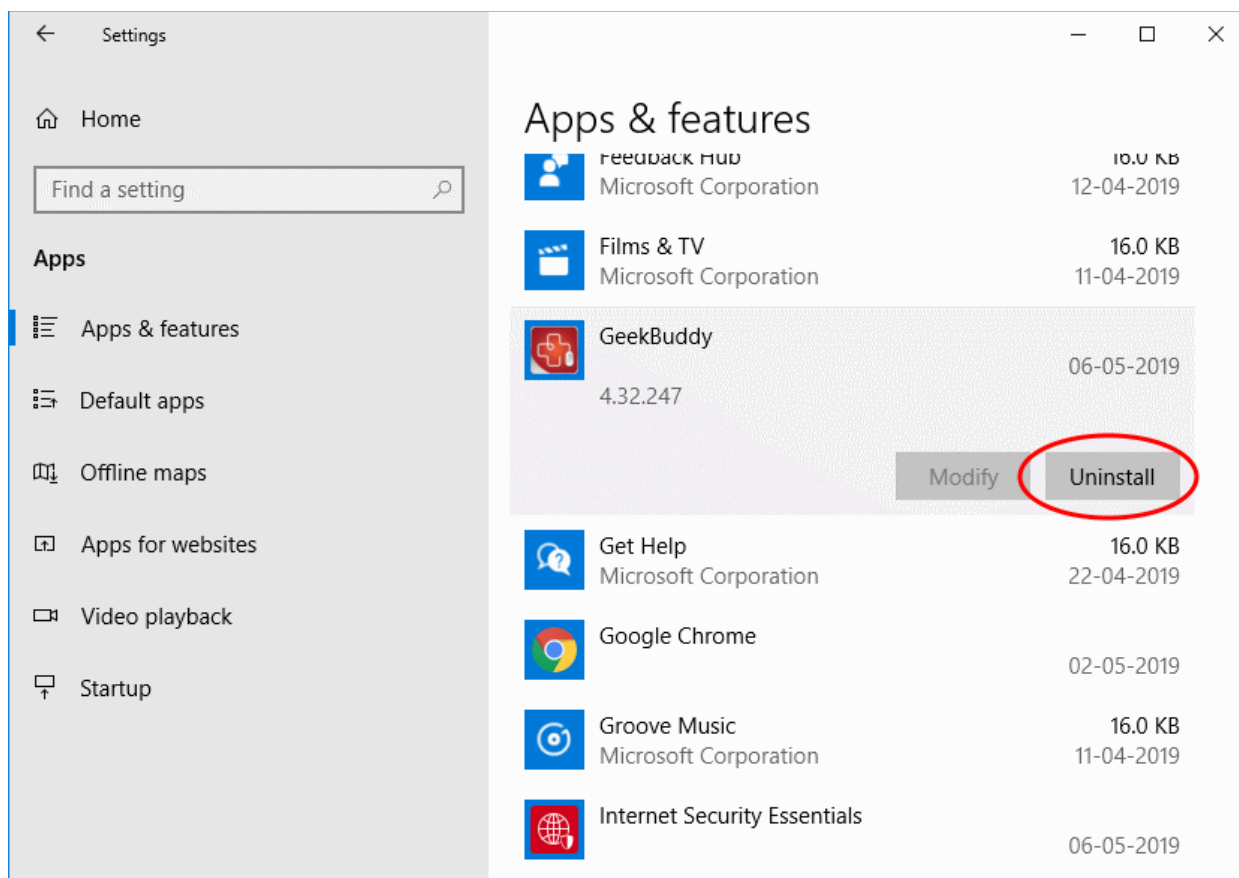 Settings
Home
Find a setting
Apps
Apps & features
Default apps
Offline maps
Apps for websites
Video playback
Startup
Apps & features
Feedback Hub 16.0 KB
Microsoft Corporation 12-04-2019
Films & TV 16.0 KB
Microsoft Corporation 11-04-2019
GeekBuddy
06-05-2019
4.32.247
Modify Uninstall
Get Help 16.0 KB
Microsoft Corporation 22-04-2019
Google Chrome
02-05-2019
Groove Music 16.0 KB
Microsoft Corporation 11-04-2019
Internet Security Essentials
06-05-2019